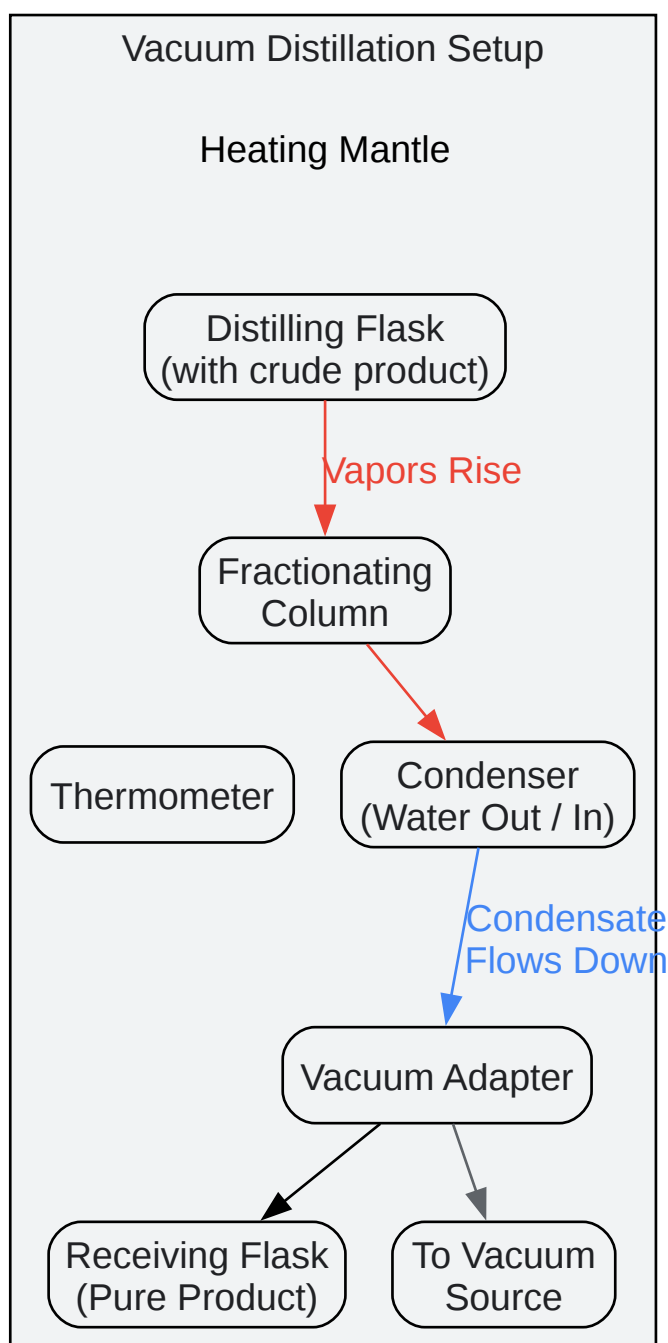 Vacuum Distillation Setup
Heating Mantle
Distilling Flask
(with crude product)
Vapors Rise
Fractionating
Column
Thermometer
Condenser
(Water Out / In)
Condensate
Flows Down
Vacuum Adapter
Receiving Flask
(Pure Product)
To Vacuum
Source